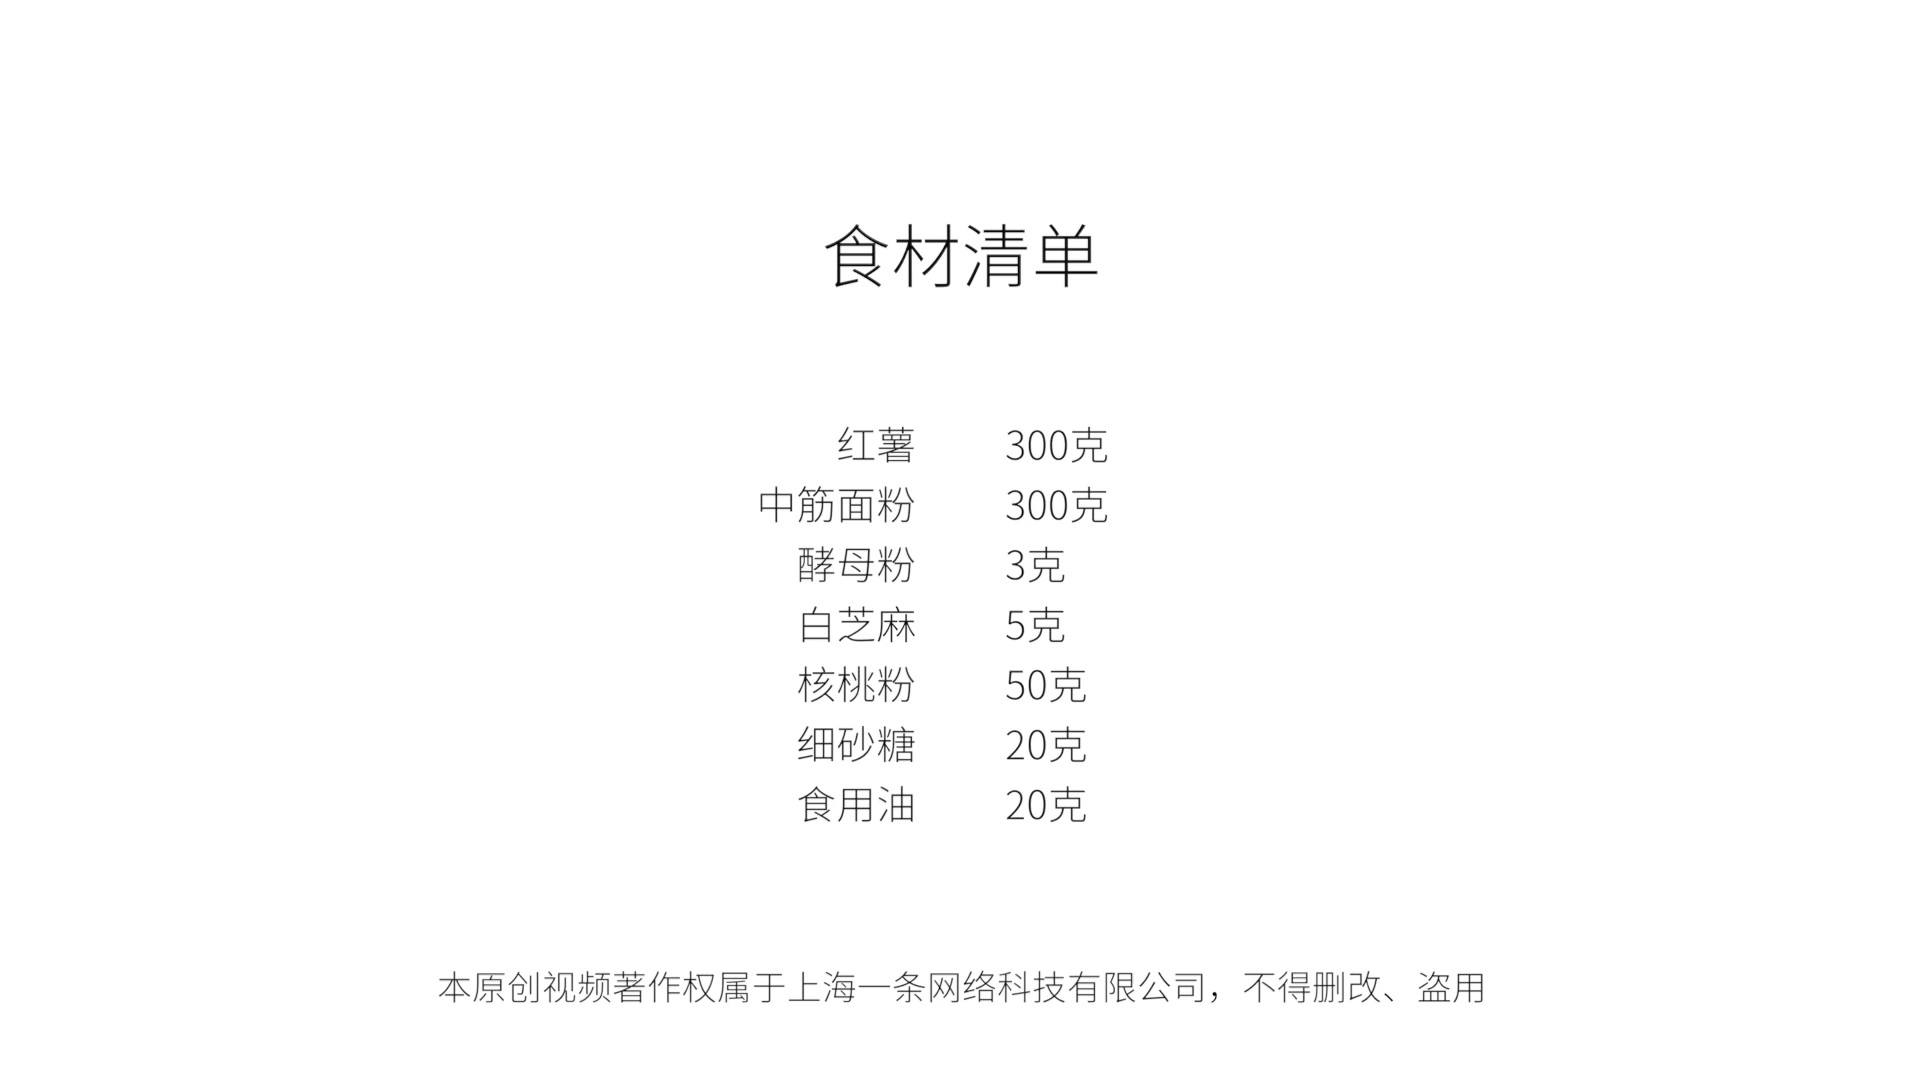 食材清单
红薯 300克
中筋面粉 300克
酵母粉 3克
白芝麻 5克
核桃粉 50克
细砂糖 20克
食用油 20克
本原创视频著作权属于上海一条网络科技有限公司，不得删改、盗用